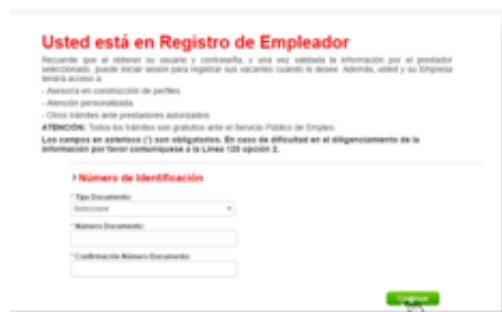 Usted está en Registro de Empleador
Recuerde que al obtener su usuario y contraseña, y una vez validada la información por el prestador
seleccionado, puede iniciar sesión para registrar sus vacantes cuando lo desee. Además, usted y su Empresa
tendrá acceso a:
- Asesoría en construcción de perfiles.
- Atención personalizada.
- Otros trámites ante prestadores autorizados.
ATENCIÓN: Todos los trámites son gratuitos ante el Servicio Público de Empleo.
Los campos en asterisco (*) son obligatorios. En caso de dificultad en el diligenciamiento de la
información por favor comuníquese a la Línea 120 opción 2.
Número de Identificación
* Tipo Documento:
Seleccione
* Número Documento:
* Confirmación Número Documento:
Continuar